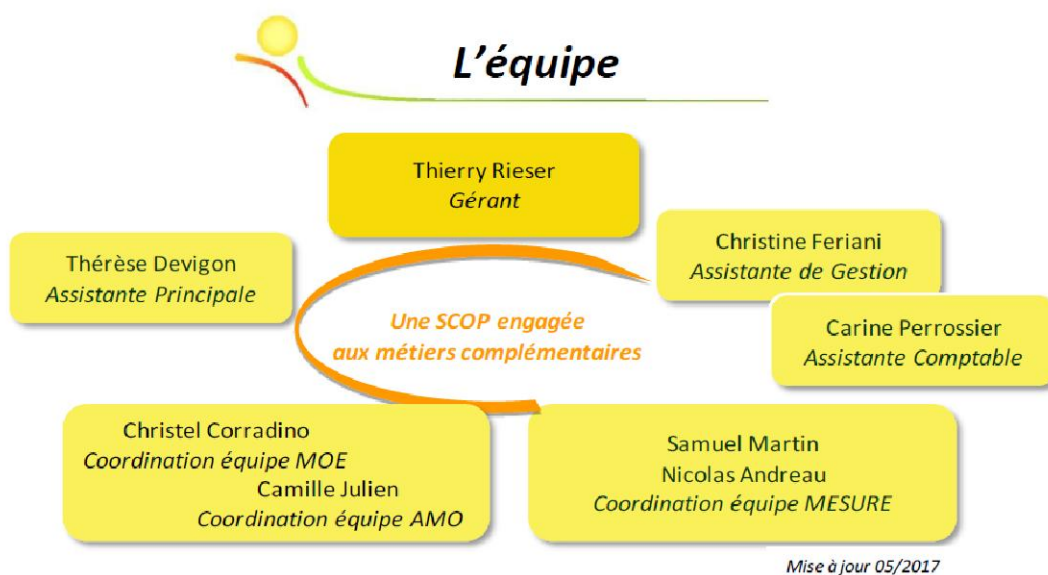 L'équipe
Thierry Rieser
Gérant
Thérèse Devigon
Assistante Principale
Christine Feriani
Assistante de Gestion
Carine Perrossier
Assistante Comptable
Une SCOP engagée
aux métiers complémentaires
Christel Corradino
Coordination équipe MOE
Camille Julien
Coordination équipe AMO
Samuel Martin
Nicolas Andreau
Coordination équipe MESURE
Mise à jour 05/2017